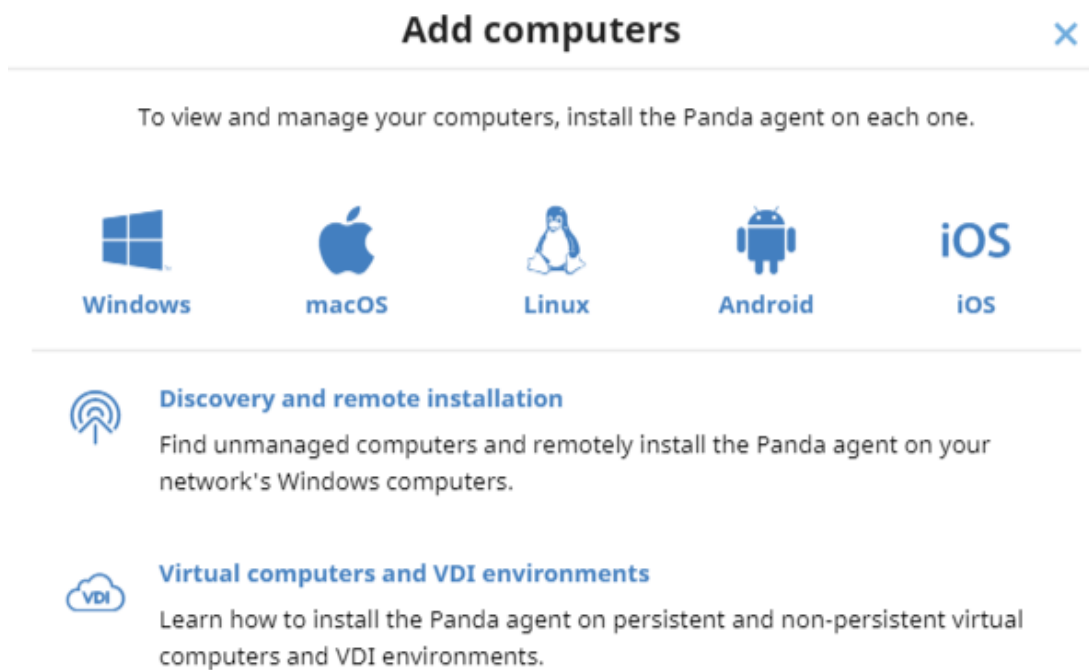 Add computers
To view and manage your computers, install the Panda agent on each one.
iOS
Windows macOS Linux Android iOS
Discovery and remote installation
Find unmanaged computers and remotely install the Panda agent on your
network's Windows computers.
VDI
Virtual computers and VDI environments
Learn how to install the Panda agent on persistent and non-persistent virtual
computers and VDI environments.